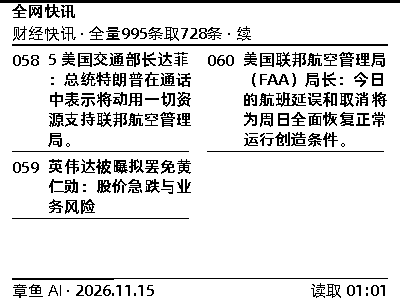 全网快讯
财经快讯 · 全量995条取728条 · 续
058 5 美国交通部长达菲
：总统特朗普在通话
中表示将动用一切资
源支持联邦航空管理
局。
059 英伟达被曝拟罢免黄
仁勋：股价急跌与业
务风险
060 美国联邦航空管理局
（FAA）局长：今日
的航班延误和取消将
为周日全面恢复正常
运行创造条件。
章鱼 AI · 2026.11.15
读取 01:01